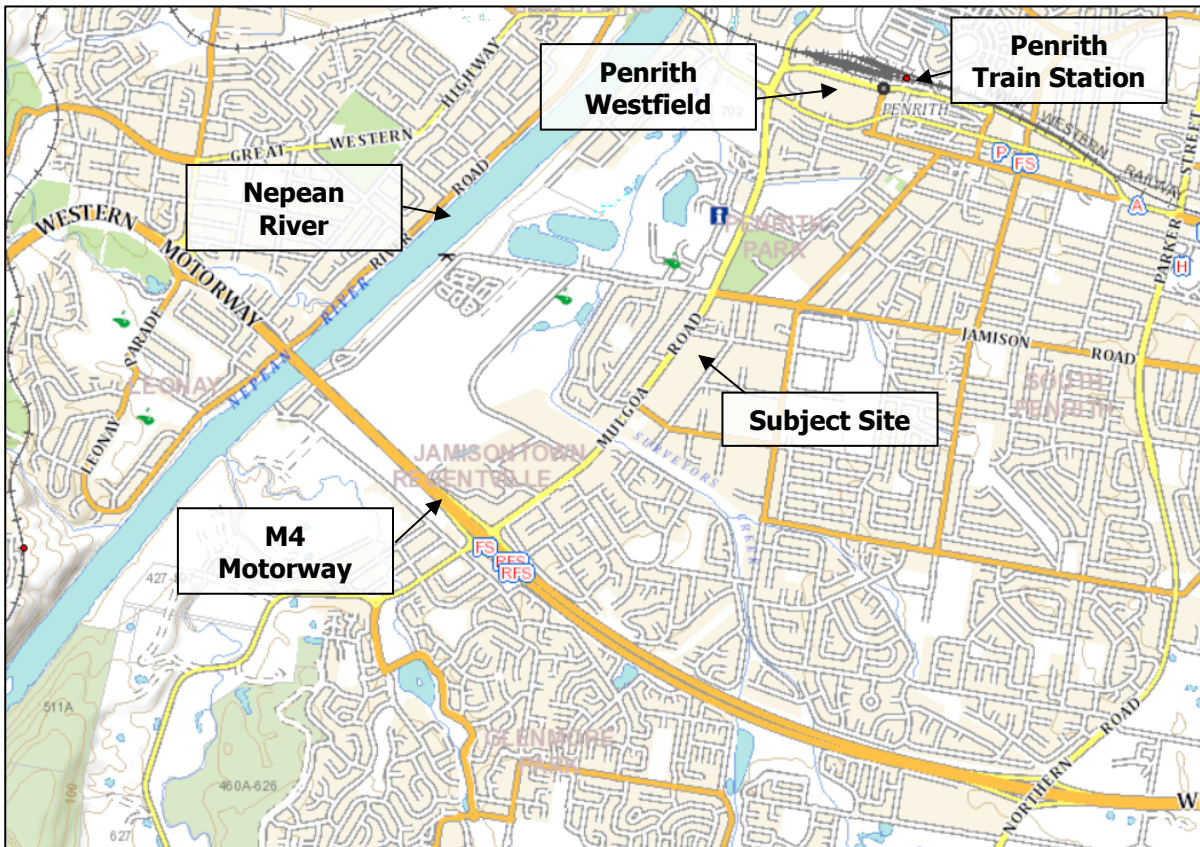 Penrith
Train Station
Penrith
Westfield
HIGHWAY
WESTERN
GREAT
702
PENRITH
WESTERN
RAILWAY
STREET
PARKER
P
FS
A
H
Nepean
River
ROAD
RIVER
WESTERN
MOTORWAY
PENRITH
PARK
i
NEPEAN
RIVER
LEONAY
PARADE
LEONAY
JAMISON
ROAD
SOUTH
PENRITH
ROAD
MULGOA
Subject Site
SURVEYORS
CREEK
JAMISONTOWN
REGENTVILLE
M4
Motorway
FS
RFS
RFS
511A
100
460A-626
627
GLENMORE
PARK
NORTHERN
ROAD
W